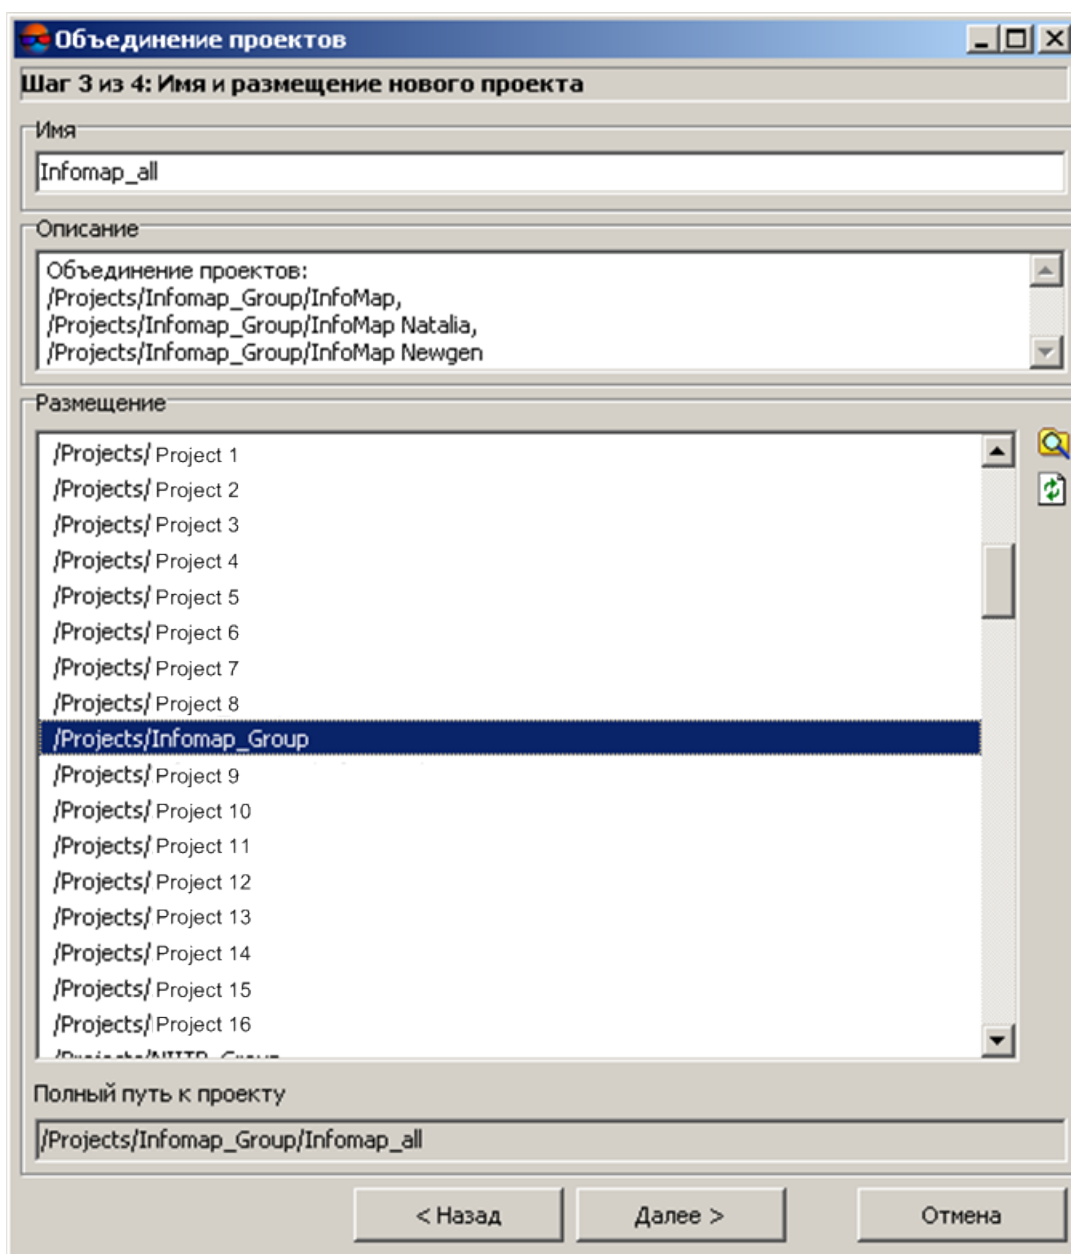 Объединение проектов
Шаг 3 из 4: Имя и размещение нового проекта
Имя
Infomap_all
Описание
Объединение проектов:
/Projects/Infomap_Group/InfoMap,
/Projects/Infomap_Group/InfoMap Natalia,
/Projects/Infomap_Group/InfoMap Newgen
Размещение
/Projects/ Project 1
/Projects/ Project 2
/Projects/ Project 3
/Projects/ Project 4
/Projects/ Project 5
/Projects/ Project 6
/Projects/ Project 7
/Projects/ Project 8
/Projects/Infomap_Group
/Projects/ Project 9
/Projects/ Project 10
/Projects/ Project 11
/Projects/ Project 12
/Projects/ Project 13
/Projects/ Project 14
/Projects/ Project 15
/Projects/ Project 16
Полный путь к проекту
/Projects/Infomap_Group/Infomap_all
< Назад
Далее >
Отмена